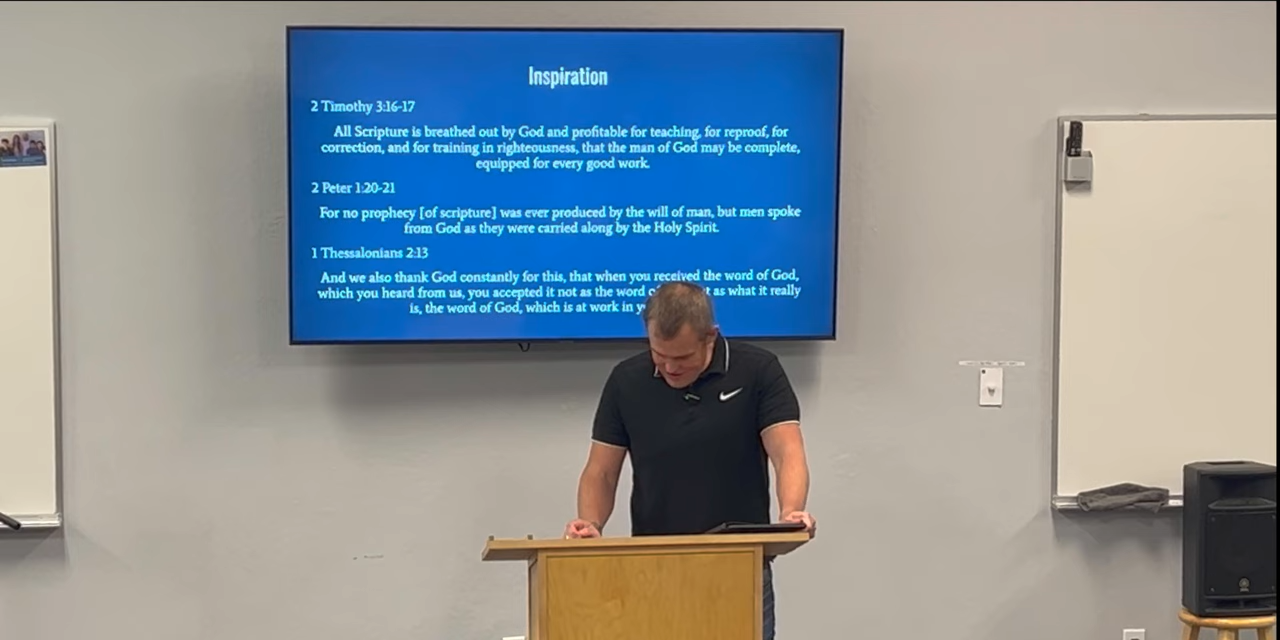 Inspiration
2 Timothy 3:16-17
All Scripture is breathed out by God and profitable for teaching, for reproof, for
correction, and for training in righteousness, that the man of God may be complete,
equipped for every good work.
2 Peter 1:20-21
For no prophecy [of scripture] was ever produced by the will of man, but men spoke
from God as they were carried along by the Holy Spirit.
1 Thessalonians 2:13
And we also thank God constantly for this, that when you received the word of God,
which you heard from us, you accepted it not as the word as what it really
is, the word of God, which is at work in